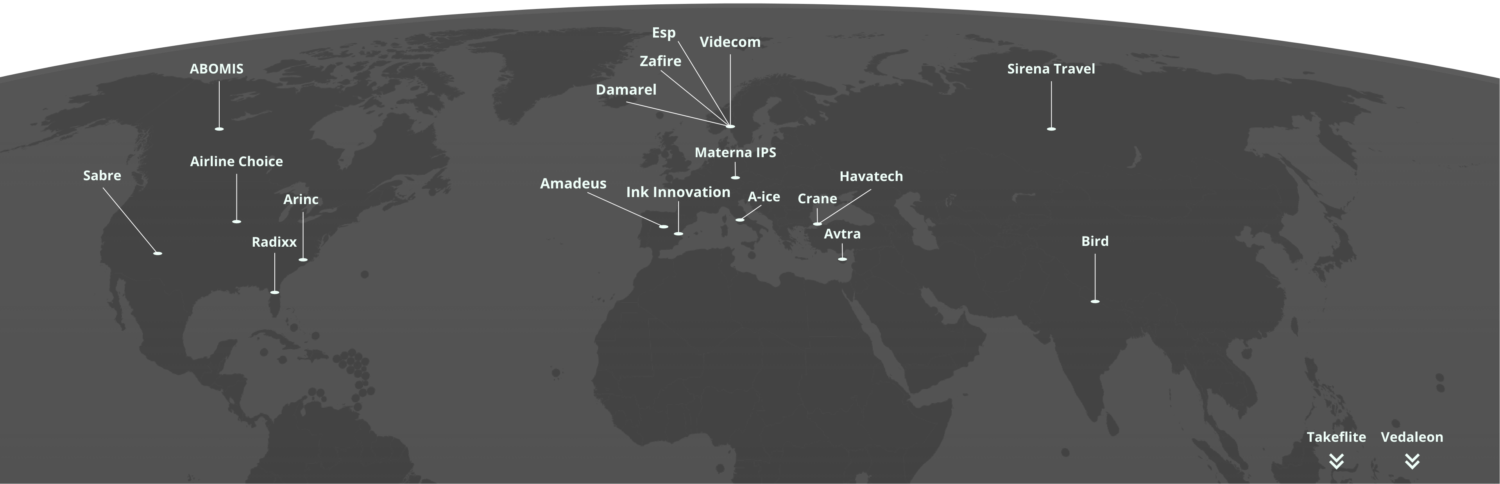 Esp
Videcom
Zafire
ABOMIS
Sirena Travel
Damarel
Materna IPS
Airline Choice
Sabre
Havatech
Amadeus
Ink Innovation
A-ice
Arinc
Crane
Avtra
Radixx
Bird
Takeflite
Vedaleon